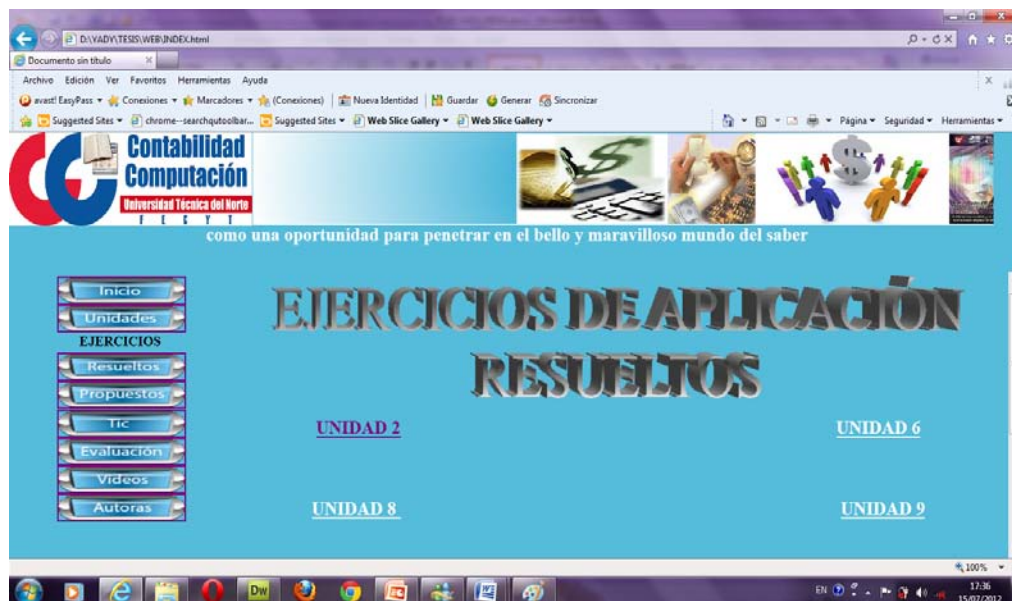 D:\YADY\TESIS\WEB\INDEX.html
Documento sin título
Archivo Edición Ver Favoritos Herramientas Ayuda
avast! EasyPass (Conexiones) Conexiones Marcadores Nueva Identidad Guardar Generar Sincronizar
Suggested Sites chrome--searchqutoolbar... Suggested Sites Web Slice Gallery Web Slice Gallery Página Seguridad Herramientas
Contabilidad
Computación
Universidad Técnica del Norte
F E C Y T
como una oportunidad para penetrar en el bello y maravilloso mundo del saber
Inicio
Unidades
EJERCICIOS
Resueltos
Propuestos
Tic
Evaluación
Videos
Autoras
EJERCICIOS DE APLICACIÓN
RESUELTOS
UNIDAD 2 UNIDAD 6
UNIDAD 8 UNIDAD 9
100%
Dw EN 17:36
15/07/2012